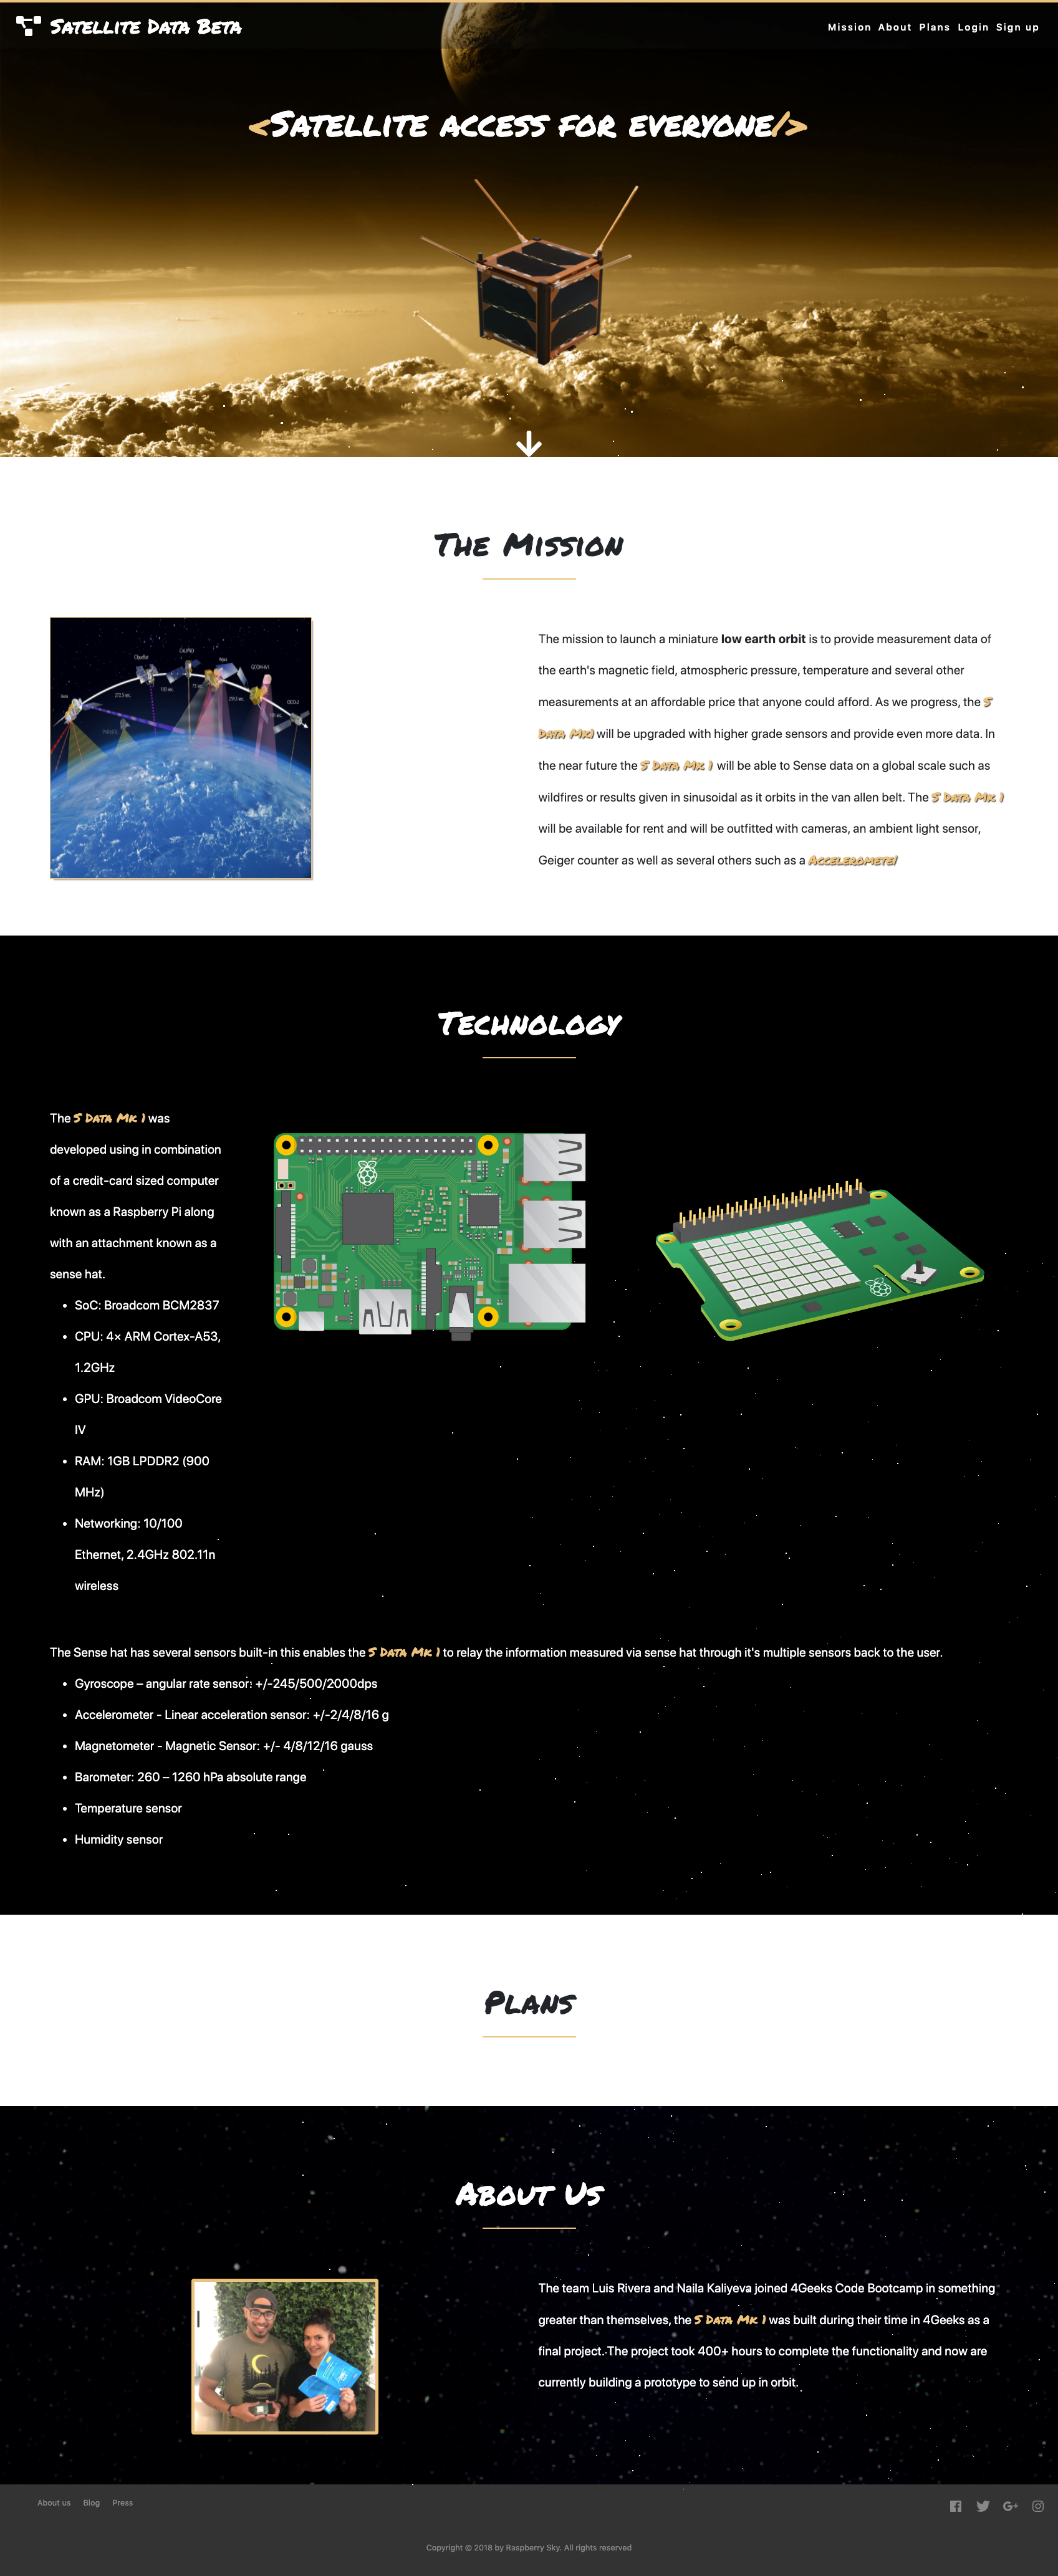 Satellite Data Beta
Mission About Plans Login Sign up
<Satellite access for everyone/>
The Mission
The mission to launch a miniature low earth orbit is to provide measurement data of
the earth's magnetic field, atmospheric pressure, temperature and several other
measurements at an affordable price that anyone could afford. As we progress, the S
Data Mk1 will be upgraded with higher grade sensors and provide even more data. In
the near future the S Data Mk 1 will be able to Sense data on a global scale such as
wildfires or results given in sinusoidal as it orbits in the van allen belt. The S Data Mk 1
will be available for rent and will be outfitted with cameras, an ambient light sensor,
Geiger counter as well as several others such as a Acceleromete!
CloudSat
CALIPSO
Aqua
GCOM-W1
OCO-2
Aura
Technology
The S Data Mk 1 was
developed using in combination
of a credit-card sized computer
known as a Raspberry Pi along
with an attachment known as a
sense hat.
• SoC: Broadcom BCM2837
• CPU: 4× ARM Cortex-A53,
1.2GHz
• GPU: Broadcom VideoCore
IV
• RAM: 1GB LPDDR2 (900
MHz)
• Networking: 10/100
Ethernet, 2.4GHz 802.11n
wireless
The Sense hat has several sensors built-in this enables the S Data Mk 1 to relay the information measured via sense hat through it's multiple sensors back to the user.
• Gyroscope – angular rate sensor: +/-245/500/2000dps
• Accelerometer - Linear acceleration sensor: +/-2/4/8/16 g
• Magnetometer - Magnetic Sensor: +/- 4/8/12/16 gauss
• Barometer: 260 – 1260 hPa absolute range
• Temperature sensor
• Humidity sensor
Plans
About Us
The team Luis Rivera and Naila Kaliyeva joined 4Geeks Code Bootcamp in something
greater than themselves, the S Data Mk 1 was built during their time in 4Geeks as a
final project. The project took 400+ hours to complete the functionality and now are
currently building a prototype to send up in orbit.
About us Blog Press
Copyright © 2018 by Raspberry Sky. All rights reserved